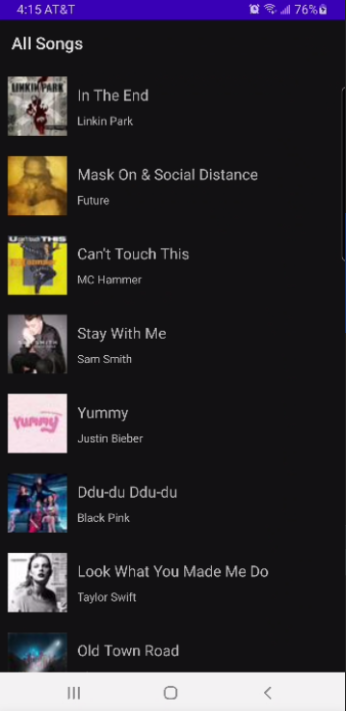 4:15 AT&T 76%
All Songs
LINKIN PARK
In The End
Linkin Park
Mask On & Social Distance
Future
U can't touch THIS
Can't Touch This
MC Hammer
Stay With Me
Sam Smith
Yummy
Yummy
Justin Bieber
Ddu-du Ddu-du
Black Pink
Look What You Made Me Do
Taylor Swift
Old Town Road